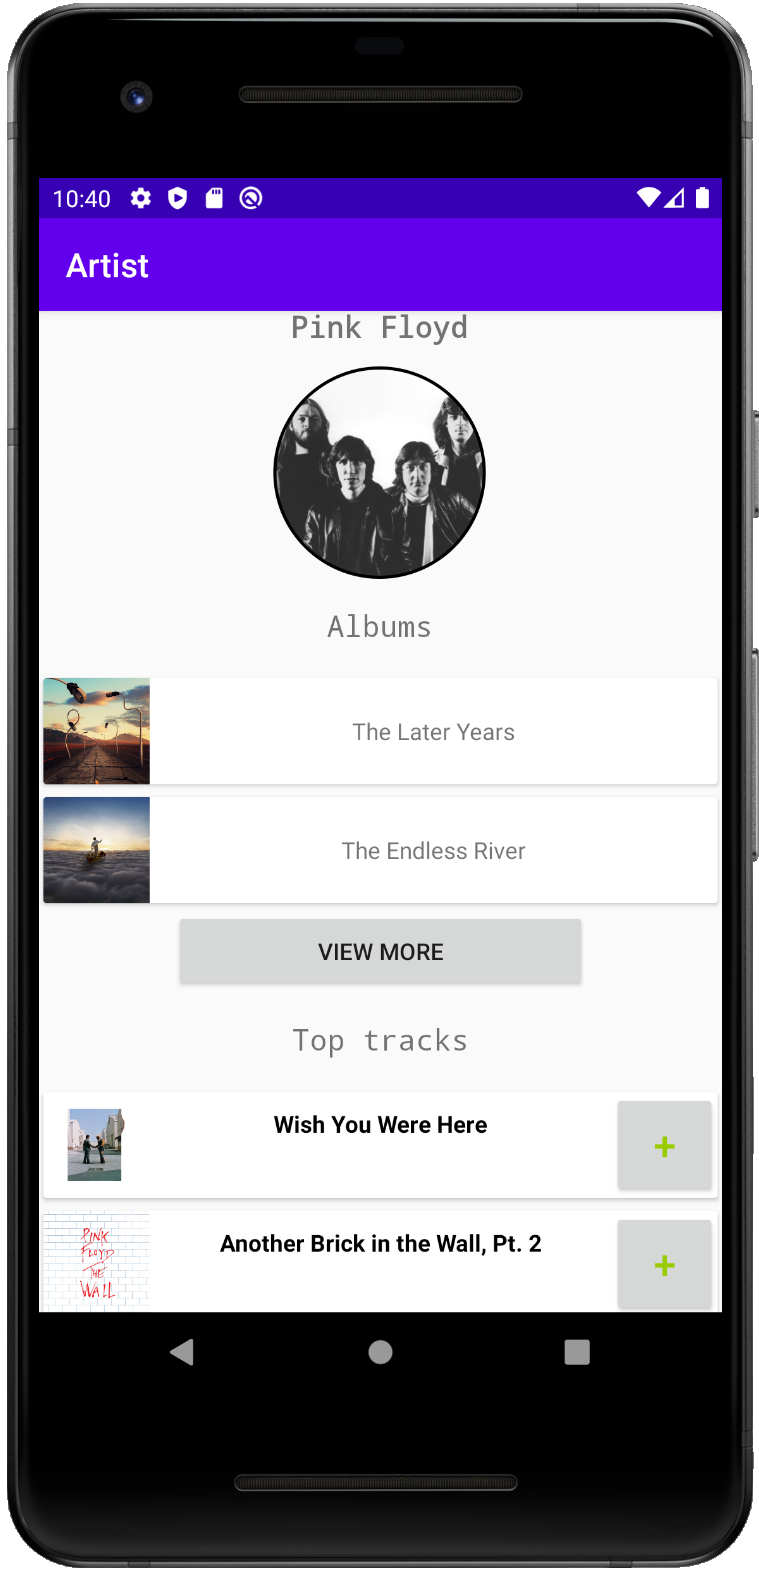 10:40
Artist
Pink Floyd
Albums
The Later Years
The Endless River
VIEW MORE
Top tracks
Wish You Were Here
+
PINK
FLOYD
THE
WALL
Another Brick in the Wall, Pt. 2
+